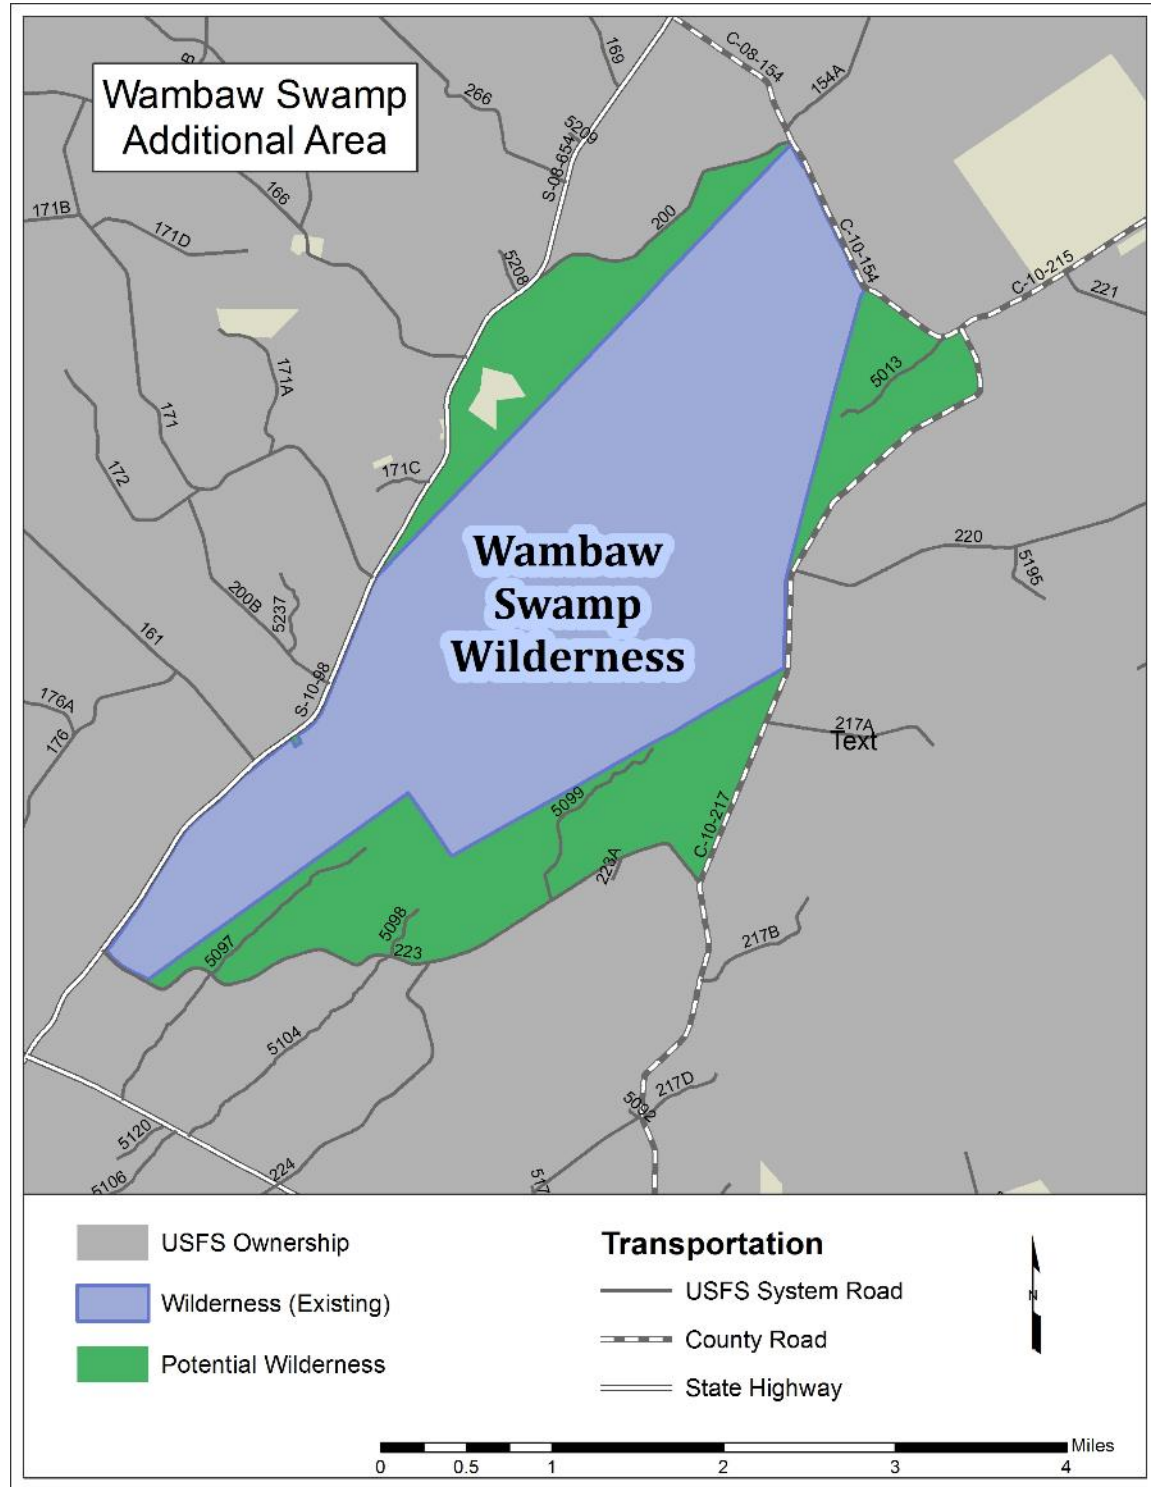 Wambaw Swamp
Additional Area
B
169
C-08-154
154A
266
5209
S-08-654
166
171B
171D
200
5208
C-10-154
C-10-215
221
171A
5013
171
172
171C
220
5195
Wambaw
Swamp
Wilderness
200B
5237
161
S-10-98
176A
176
217A
Text
5099
C-10-217
223A
5098
5097
223
217B
5104
217D
5092
5120
5106
224
517
USFS Ownership
Wilderness (Existing)
Potential Wilderness
Transportation
USFS System Road
County Road
State Highway
N
Miles
0 0.5 1 2 3 4